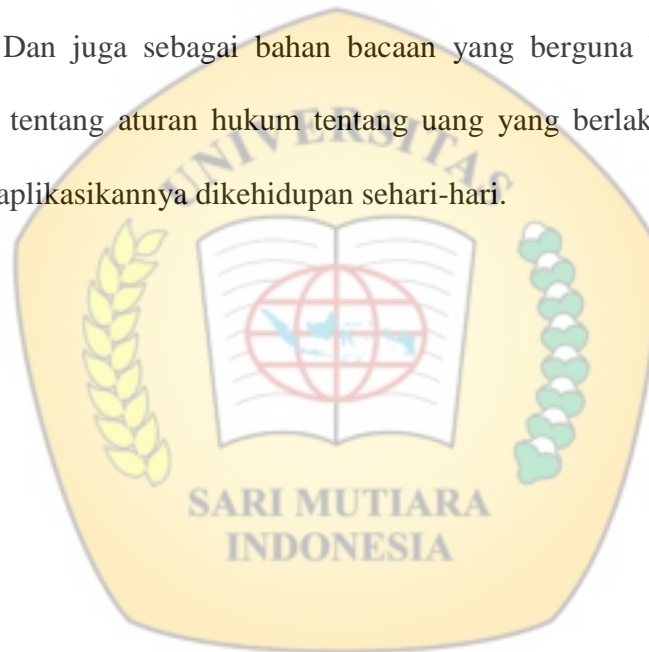 Dan juga sebagai bahan bacaan yang berguna
tentang aturan hukum tentang uang yang berlak
aplikasikannya dikehidupan sehari-hari.
UNIVERSITAS
SARI MUTIARA
INDONESIA